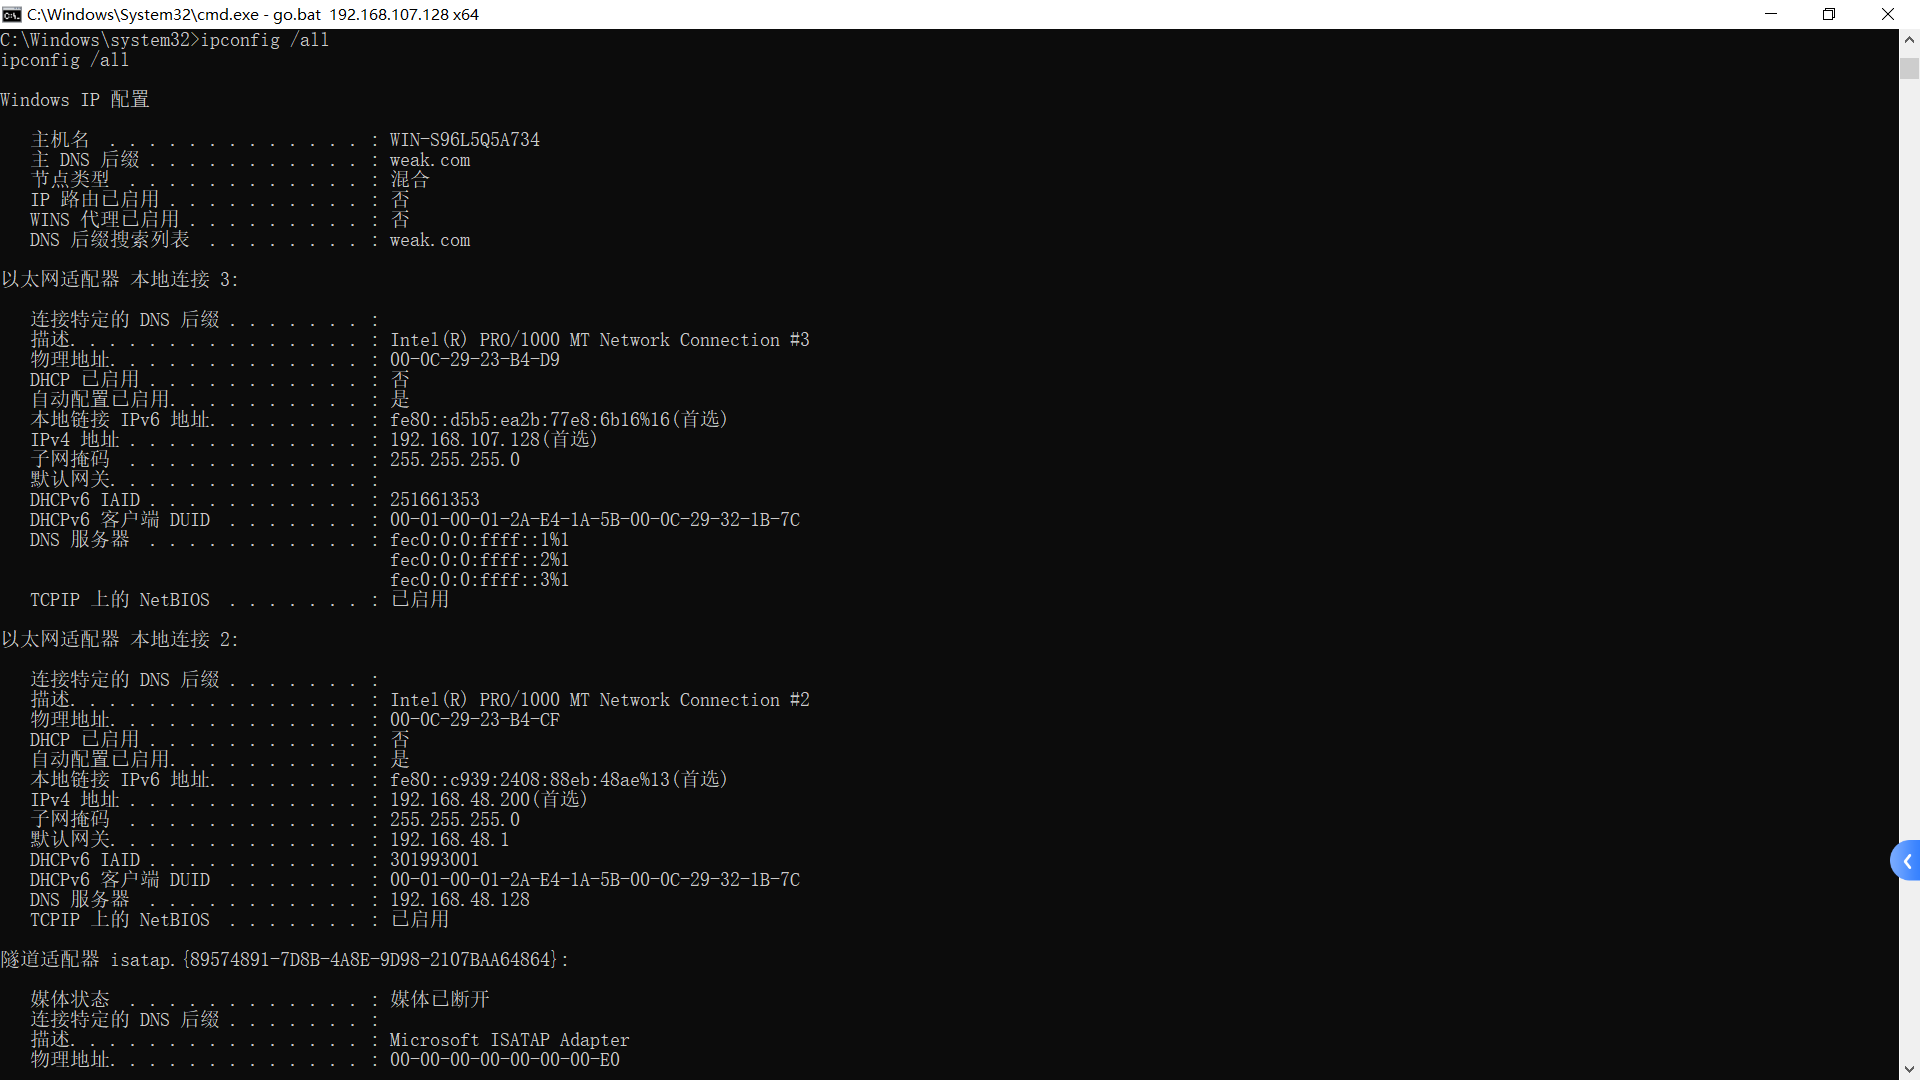 C:\Windows\System32\cmd.exe - go.bat  192.168.107.128 x64
C:\Windows\system32>ipconfig /all
ipconfig /all
Windows IP 配置
   主机名  . . . . . . . . . . . . . : WIN-S96L5Q5A734
   主 DNS 后缀 . . . . . . . . . . . : weak.com
   节点类型  . . . . . . . . . . . . : 混合
   IP 路由已启用 . . . . . . . . . . : 否
   WINS 代理已启用 . . . . . . . . . : 否
   DNS 后缀搜索列表  . . . . . . . . : weak.com
以太网适配器 本地连接 3:
   连接特定的 DNS 后缀 . . . . . . . :
   描述. . . . . . . . . . . . . . . : Intel(R) PRO/1000 MT Network Connection #3
   物理地址. . . . . . . . . . . . . : 00-0C-29-23-B4-D9
   DHCP 已启用 . . . . . . . . . . . : 否
   自动配置已启用. . . . . . . . . . : 是
   本地链接 IPv6 地址. . . . . . . . : fe80::d5b5:ea2b:77e8:6b16%16(首选)
   IPv4 地址 . . . . . . . . . . . . : 192.168.107.128(首选)
   子网掩码  . . . . . . . . . . . . : 255.255.255.0
   默认网关. . . . . . . . . . . . . :
   DHCPv6 IAID . . . . . . . . . . . : 251661353
   DHCPv6 客户端 DUID  . . . . . . . : 00-01-00-01-2A-E4-1A-5B-00-0C-29-32-1B-7C
   DNS 服务器  . . . . . . . . . . . : fec0:0:0:ffff::1%1
                                       fec0:0:0:ffff::2%1
                                       fec0:0:0:ffff::3%1
   TCPIP 上的 NetBIOS  . . . . . . . : 已启用
以太网适配器 本地连接 2:
   连接特定的 DNS 后缀 . . . . . . . :
   描述. . . . . . . . . . . . . . . : Intel(R) PRO/1000 MT Network Connection #2
   物理地址. . . . . . . . . . . . . : 00-0C-29-23-B4-CF
   DHCP 已启用 . . . . . . . . . . . : 否
   自动配置已启用. . . . . . . . . . : 是
   本地链接 IPv6 地址. . . . . . . . : fe80::c939:2408:88eb:48ae%13(首选)
   IPv4 地址 . . . . . . . . . . . . : 192.168.48.200(首选)
   子网掩码  . . . . . . . . . . . . : 255.255.255.0
   默认网关. . . . . . . . . . . . . : 192.168.48.1
   DHCPv6 IAID . . . . . . . . . . . : 301993001
   DHCPv6 客户端 DUID  . . . . . . . : 00-01-00-01-2A-E4-1A-5B-00-0C-29-32-1B-7C
   DNS 服务器  . . . . . . . . . . . : 192.168.48.128
   TCPIP 上的 NetBIOS  . . . . . . . : 已启用
隧道适配器 isatap.{89574891-7D8B-4A8E-9D98-2107BAA64864}:
   媒体状态  . . . . . . . . . . . . : 媒体已断开
   连接特定的 DNS 后缀 . . . . . . . :
   描述. . . . . . . . . . . . . . . : Microsoft ISATAP Adapter
   物理地址. . . . . . . . . . . . . : 00-00-00-00-00-00-00-E0